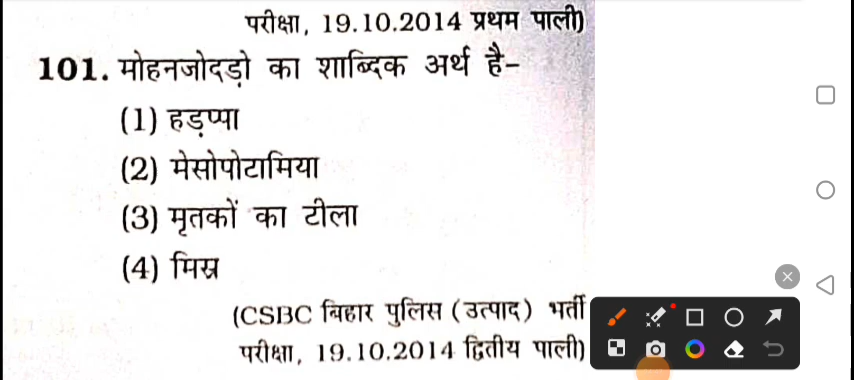 परीक्षा, 19.10.2014 प्रथम पाली)
101. मोहनजोदड़ो का शाब्दिक अर्थ है-
(1) हड़प्पा
(2) मेसोपोटामिया
(3) मृतकों का टीला
(4) मिस्र
(CSBC बिहार पुलिस (उत्पाद) भर्ती
परीक्षा, 19.10.2014 द्वितीय पाली)